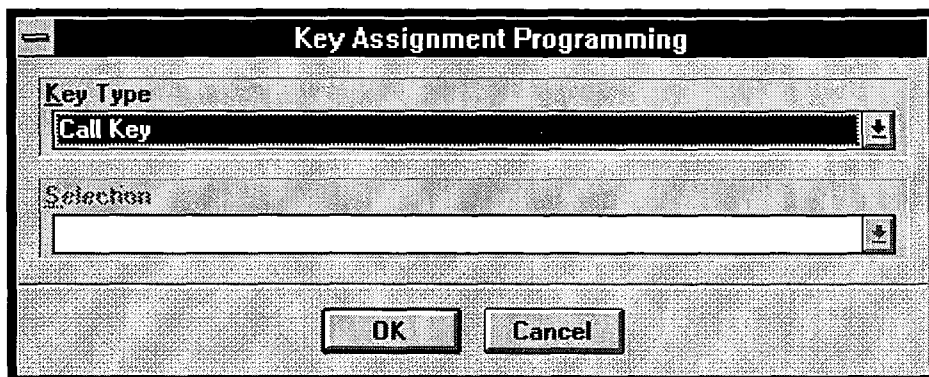 Key Assignment Programming
Key Type
Call Key
Selection
OK
Cancel